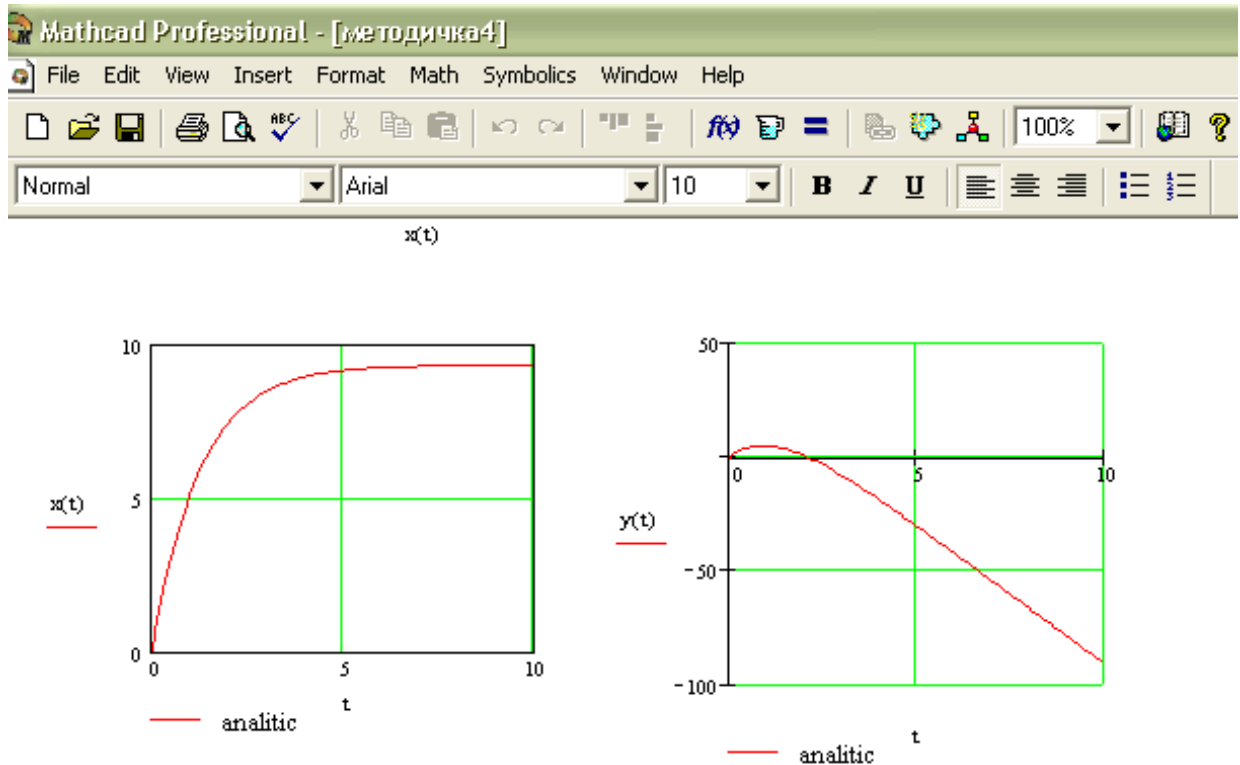 Mathcad Professional - [методичка4]
File Edit View Insert Format Math Symbolics Window Help
ABC f(x) = 100% ?
Normal Arial 10 B I U
x(t)
10
5
0
x(t)
0 5 10
t
analitic
50
0 5 10
-50
-100
y(t)
t
analitic